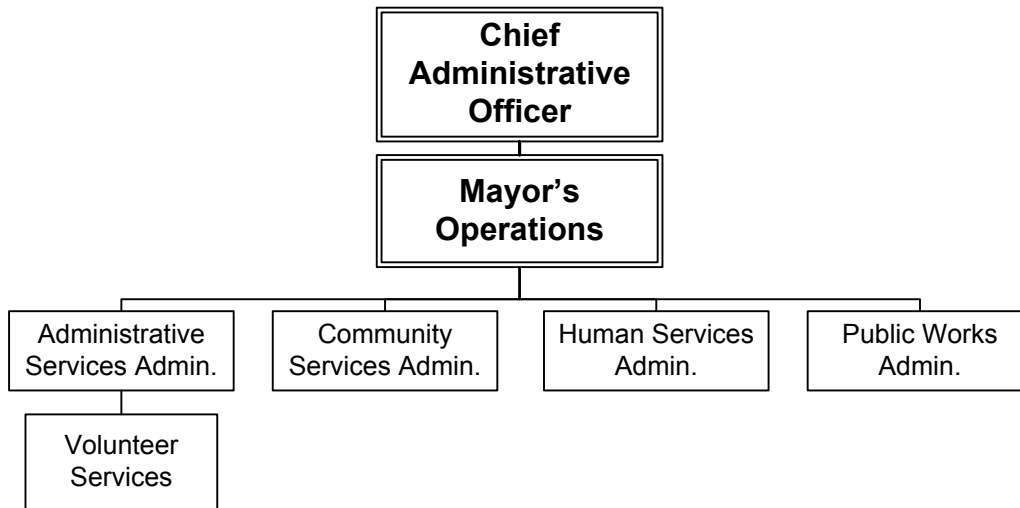 Chief
Administrative
Officer
Mayor’s
Operations
Administrative
Services Admin.
Community
Services Admin.
Human Services
Admin.
Public Works
Admin.
Volunteer
Services